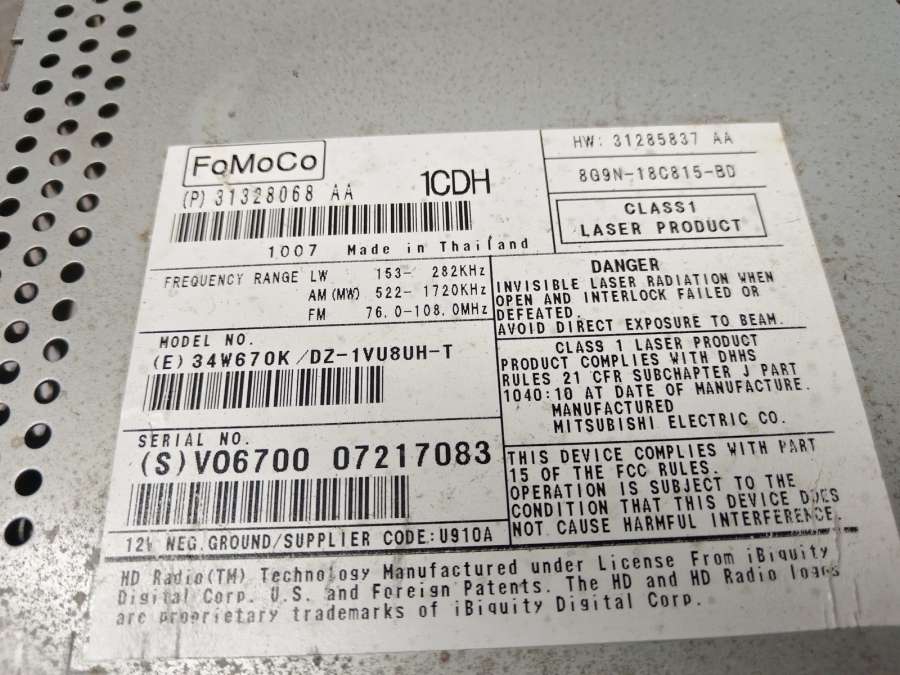 FoMoCo
(P) 31328068 AA
1CDH
1007 Made in Thailand
HW: 31285837 AA
8G9N-18C815-BD
CLASS1
LASER PRODUCT
FREQUENCY RANGE LW 153- 282KHz
AM (MW) 522- 1720KHz
FM 76.0-108.0MHz
DANGER
INVISIBLE LASER RADIATION WHEN
OPEN AND INTERLOCK FAILED OR
DEFEATED.
AVOID DIRECT EXPOSURE TO BEAM.
MODEL NO.
(E) 34W670K/DZ-1VU8UH-T
CLASS 1 LASER PRODUCT
PRODUCT COMPLIES WITH DHHS
RULES 21 CFR SUBCHAPTER J PART
1040:10 AT DATE OF MANUFACTURE.
MANUFACTURED
MITSUBISHI ELECTRIC CO.
SERIAL NO.
(S)VO6700 07217083
THIS DEVICE COMPLIES WITH PART
15 OF THE FCC RULES.
OPERATION IS SUBJECT TO THE
CONDITION THAT THIS DEVICE DOES
NOT CAUSE HARMFUL INTERFERENCE.
NEG.GROUND/SUPPLIER CODE:U910A
HD Radio(TM) Technology Manufactured under License From iBiquity
Digital Corp. U.S. and Foreign Patents. The HD and HD Radio logos
are proprietary trademarks of iBiquity Digital Corp.